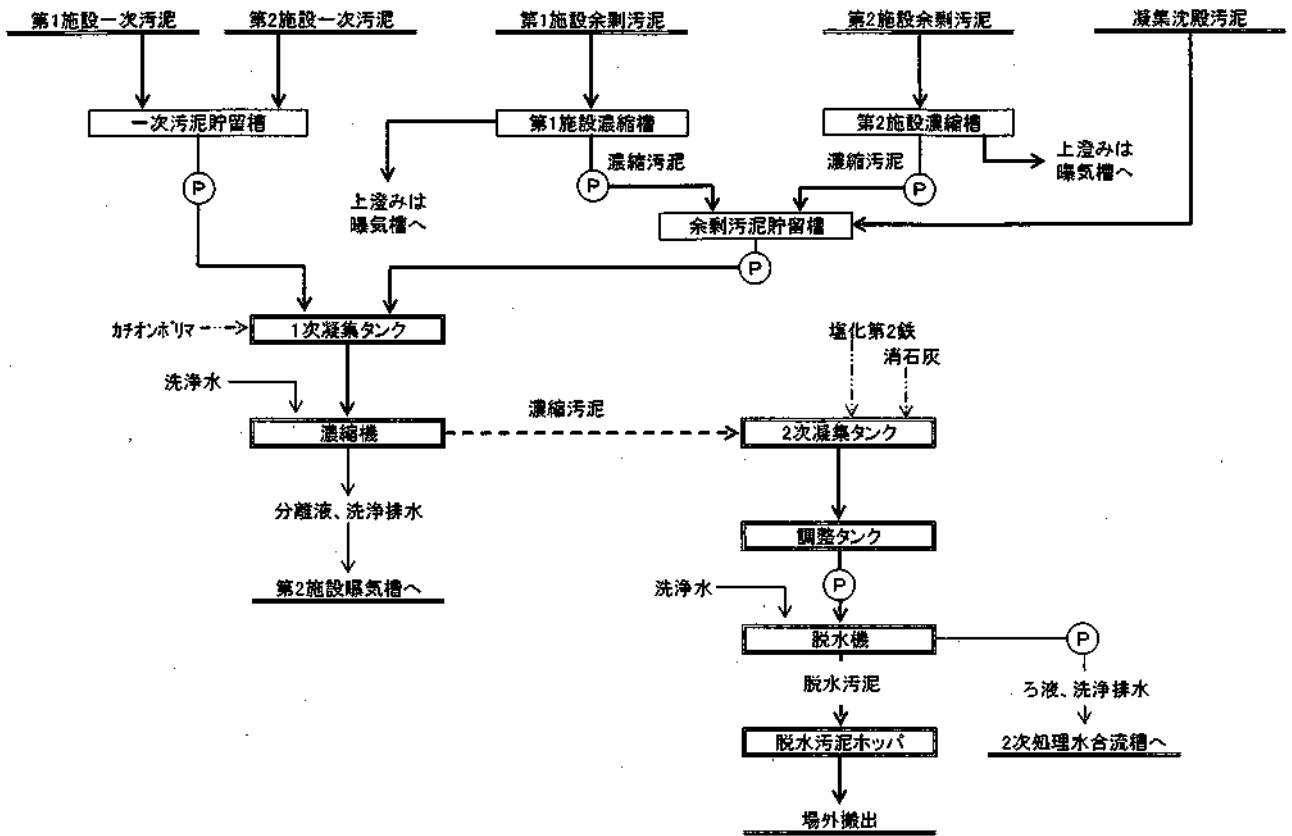 第1施設一次汚泥
第2施設一次汚泥
第1施設余剰汚泥
第2施設余剰汚泥
凝集沈殿汚泥
一次汚泥貯留槽
第1施設濃縮槽
第2施設濃縮槽
P
上澄みは
曝気槽へ
濃縮汚泥
P
濃縮汚泥
P
上澄みは
曝気槽へ
余剰汚泥貯留槽
P
カチオンポリマ
1次凝集タンク
塩化第2鉄
消石灰
洗浄水
濃縮機
濃縮汚泥
2次凝集タンク
分離液、洗浄排水
第2施設曝気槽へ
調整タンク
P
洗浄水
脱水機
P
脱水汚泥
ろ液、洗浄排水
脱水汚泥ホッパ
2次処理水合流槽へ
場外搬出